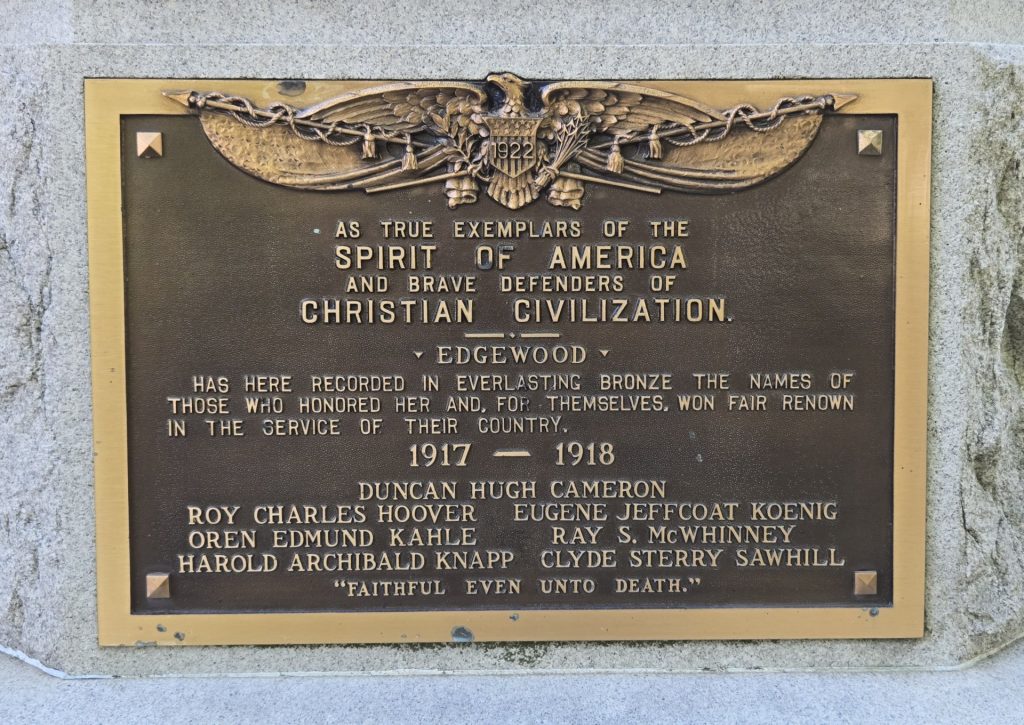 1922
AS TRUE EXEMPLARS OF THE
SPIRIT OF AMERICA
AND BRAVE DEFENDERS OF
CHRISTIAN CIVILIZATION.
EDGEWOOD
HAS HERE RECORDED IN EVERLASTING BRONZE THE NAMES OF
THOSE WHO HONORED HER AND, FOR THEMSELVES, WON FAIR RENOWN
IN THE SERVICE OF THEIR COUNTRY.
1917 — 1918
DUNCAN HUGH CAMERON
ROY CHARLES HOOVER EUGENE JEFFCOAT KOENIG
OREN EDMUND KAHLE RAY S. McWHINNEY
HAROLD ARCHIBALD KNAPP CLYDE STERRY SAWHILL
"FAITHFUL EVEN UNTO DEATH."